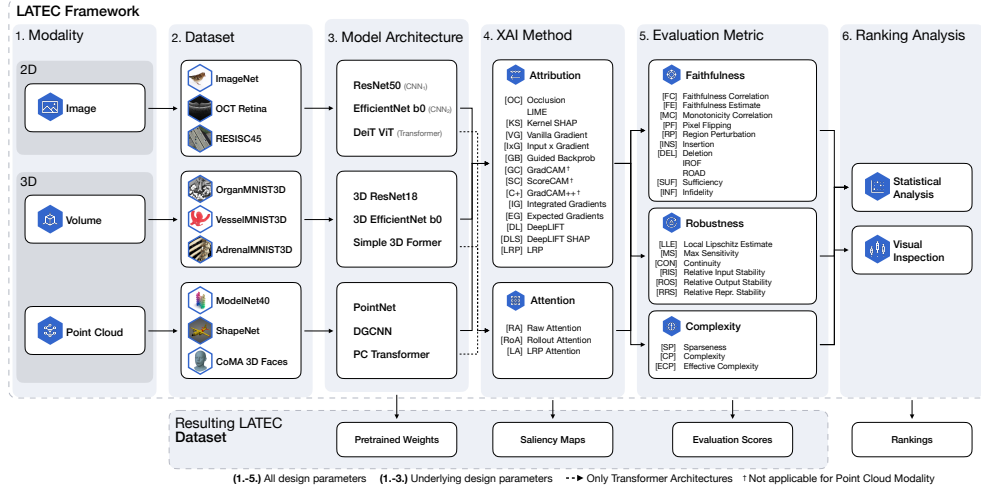 LATEC Framework
1. Modality
2D
Image
3D
Volume
Point Cloud
2. Dataset
ImageNet
OCT Retina
RESISC45
OrganMNIST3D
VesselMNIST3D
AdrenalMNIST3D
ModelNet40
ShapeNet
CoMA 3D Faces
3. Model Architecture
ResNet50 (CNN₁)
EfficientNet b0 (CNN₂)
DeiT ViT (Transformer)
3D ResNet18
3D EfficientNet b0
Simple 3D Former
PointNet
DGCNN
PC Transformer
4. XAI Method
Attribution
[OC] Occlusion
LIME
[KS] Kernel SHAP
[VG] Vanilla Gradient
[IxG] Input x Gradient
[GB] Guided Backprob
[GC] GradCAM†
[SC] ScoreCAM†
[C+] GradCAM++†
[IG] Integrated Gradients
[EG] Expected Gradients
[DL] DeepLIFT
[DLS] DeepLIFT SHAP
[LRP] LRP
Attention
[RA] Raw Attention
[RoA] Rollout Attention
[LA] LRP Attention
5. Evaluation Metric
Faithfulness
[FC] Faithfulness Correlation
[FE] Faithfulness Estimate
[MC] Monotonicity Correlation
[PF] Pixel Flipping
[RP] Region Perturbation
[INS] Insertion
[DEL] Deletion
IROF
ROAD
[SUF] Sufficiency
[INF] Infidelity
Robustness
[LLE] Local Lipschitz Estimate
[MS] Max Sensitivity
[CON] Continuity
[RIS] Relative Input Stability
[ROS] Relative Output Stability
[RRS] Relative Repr. Stability
Complexity
[SP] Sparseness
[CP] Complexity
[ECP] Effective Complexity
6. Ranking Analysis
Statistical
Analysis
Visual
Inspection
Resulting LATEC
Dataset
Pretrained Weights
Saliency Maps
Evaluation Scores
Rankings
(1.-5.) All design parameters (1.-3.) Underlying design parameters Only Transformer Architectures † Not applicable for Point Cloud Modality